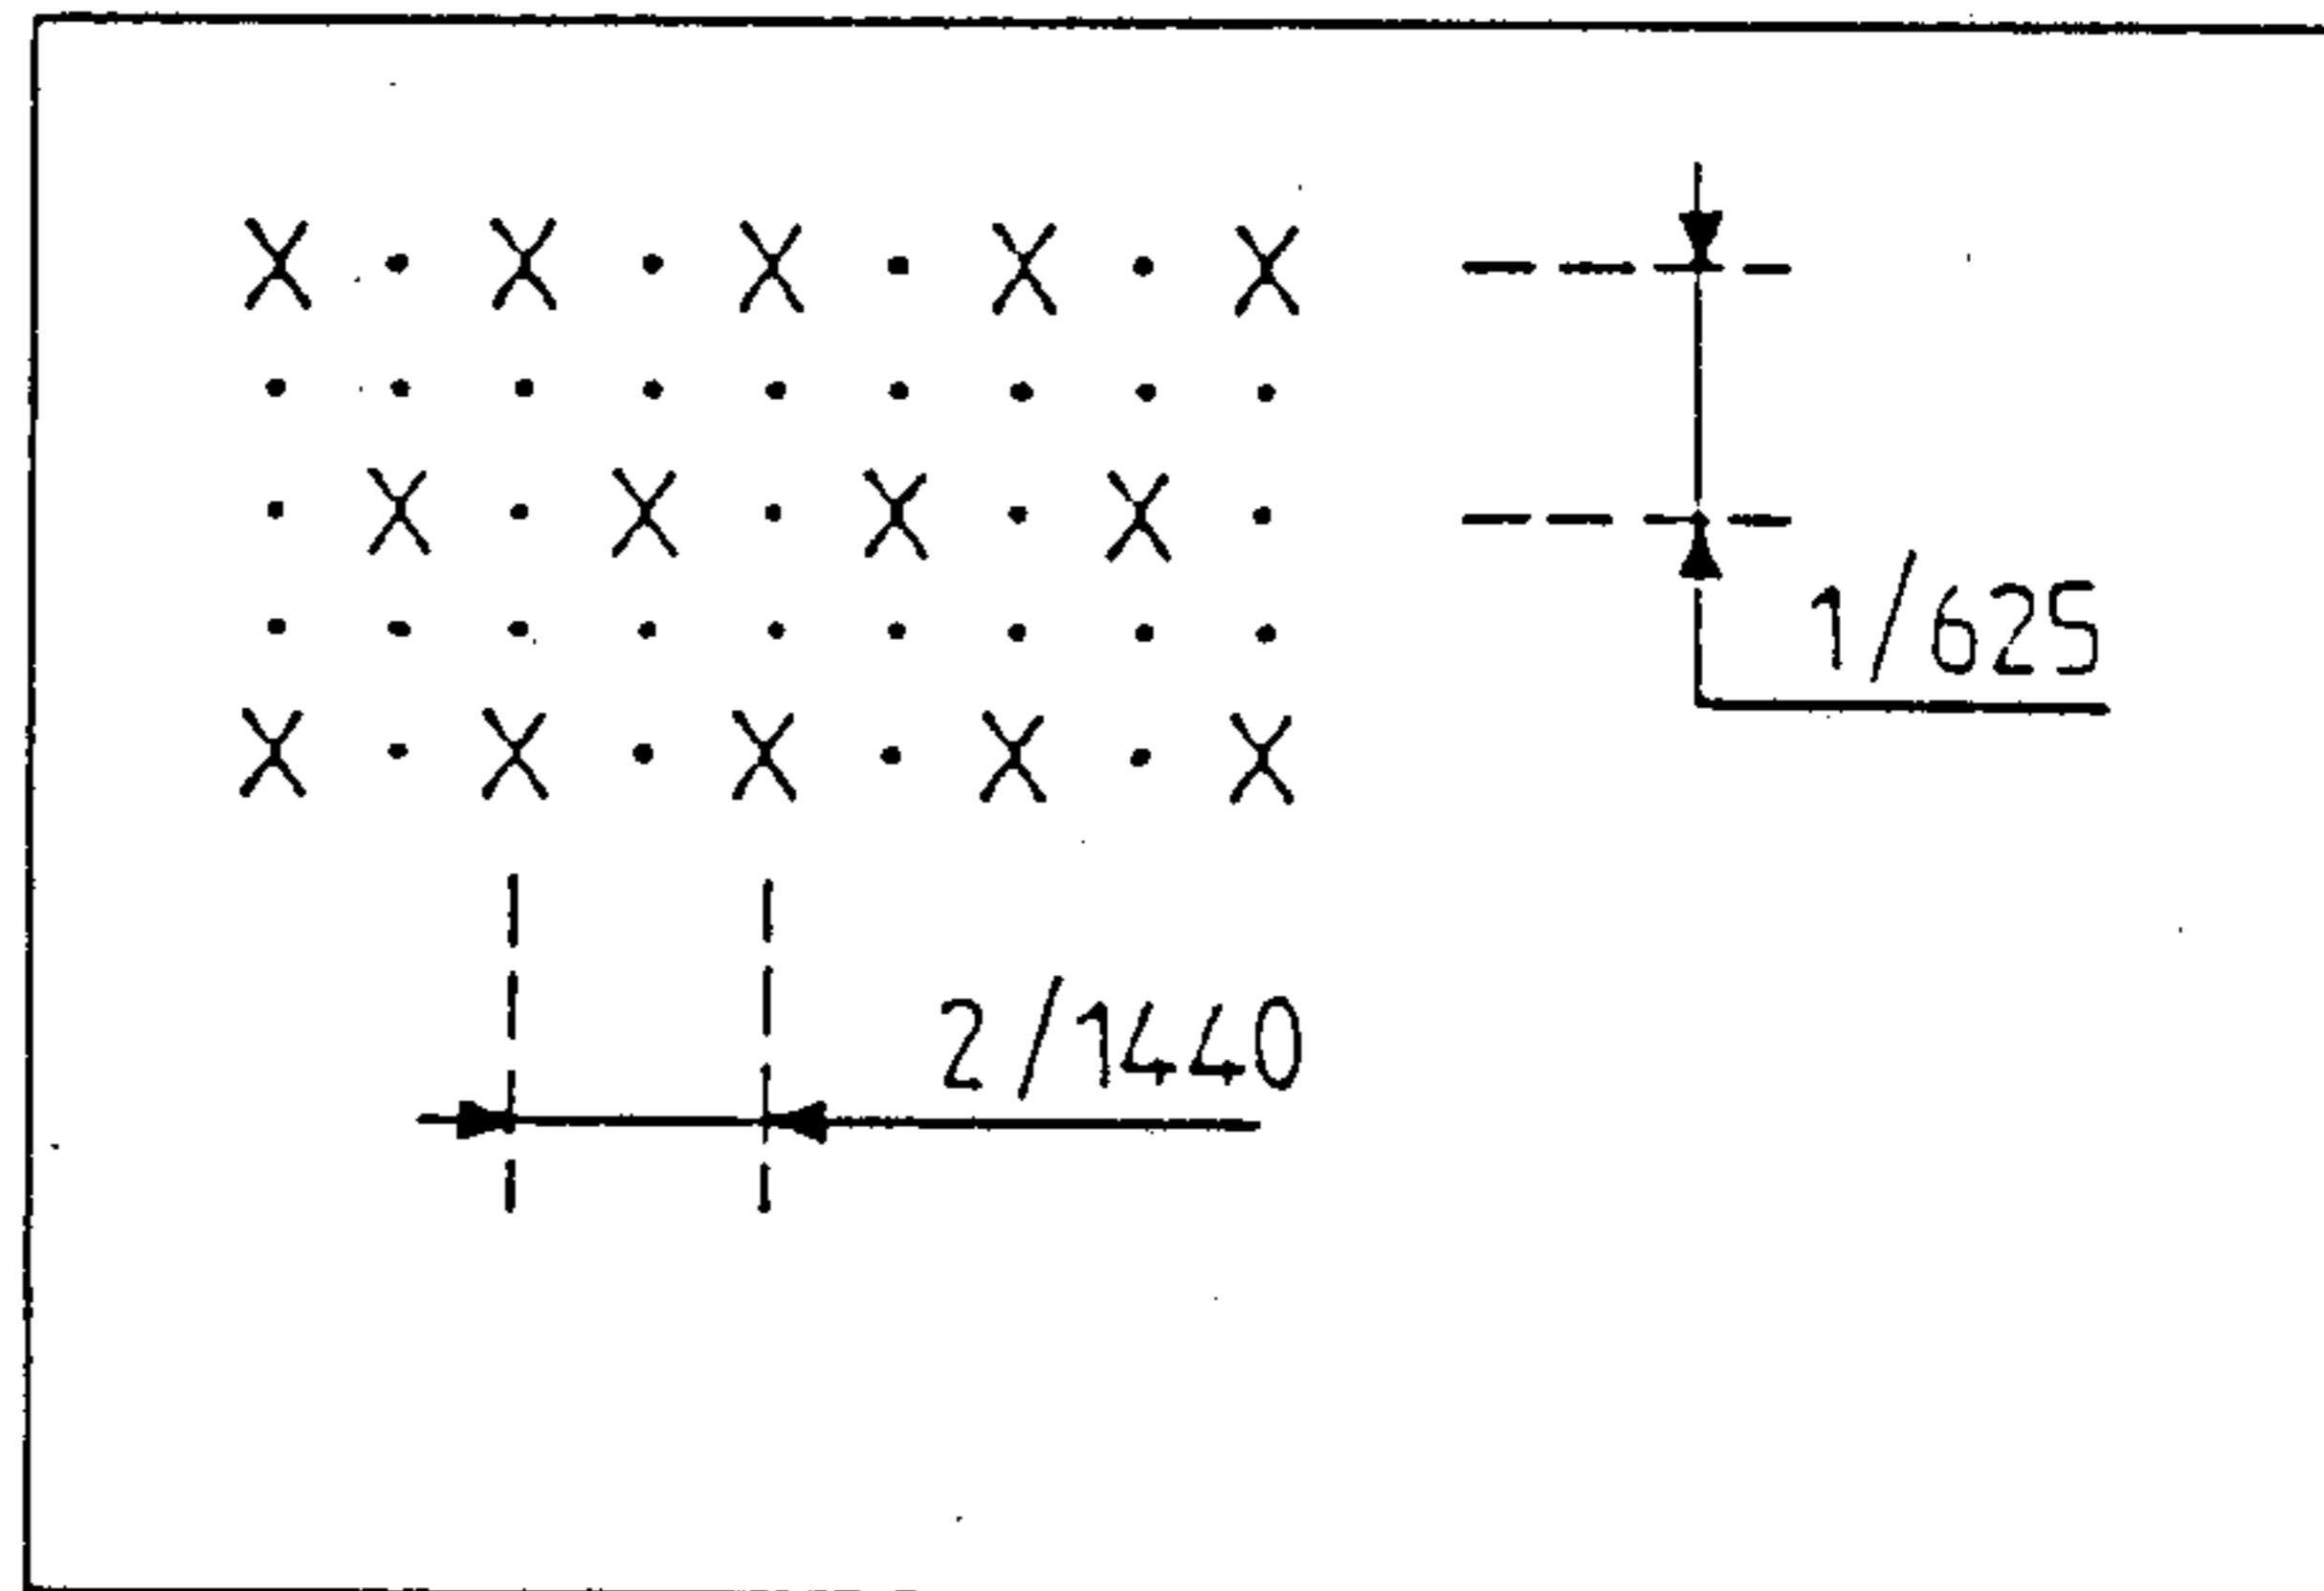 X . X . X . X . X
. . . . . . . . .
. X . X . X . X .
. . . . . . . . .
X . X . X . X . X
1/625
2/1440